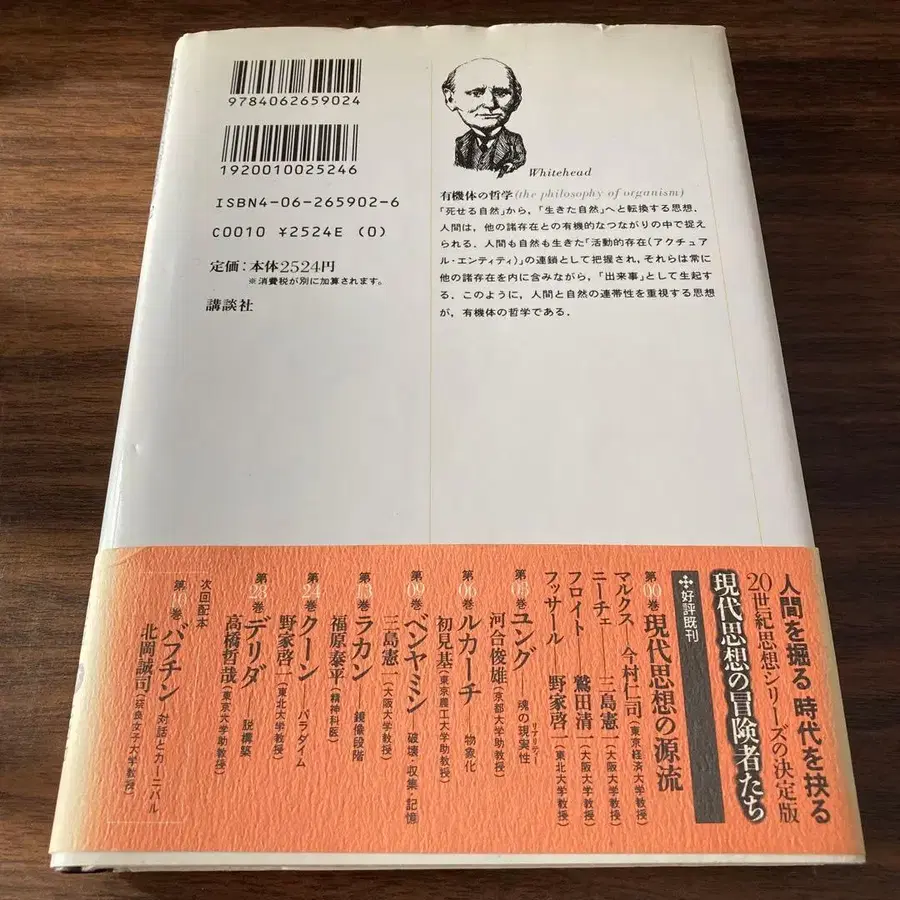 9784062659024
1920010025246
ISBN4-06-265902-6
C0010 ¥2524E (0)
定価：本体2524円
※消費税が別に加算されます。
講談社
Whitehead
有機体の哲学(the philosophy of organism)
「死せる自然」から，「生きた自然」へと転換する思想．
人間は，他の諸存在との有機的なつながりの中で捉え
られる．人間も自然も生きた「活動的存在（アクチュア
ル・エンティティ）」の連鎖として把握され，それらは常に
他の諸存在を内に含みながら，「出来事」として生起す
る．このように，人間と自然の連帯性を重視する思想
が，有機体の哲学である．
人間を掘る 時代を抉る
20世紀思想シリーズの決定版
現代思想の冒険者たち
好評既刊
第00巻 現代思想の源流
マルクス―今村仁司(東京経済大学教授)
ニーチェ―三島憲一(大阪大学教授)
フロイト―鷲田清一(大阪大学教授)
フッサール―野家啓一(東北大学教授)
第03巻 ユング―魂の現実性
リアリティー
河合俊雄(京都大学助教授)
第06巻 ルカーチ―物象化
初見基(東京農工大学助教授)
第09巻 ベンヤミン―破壊・収集・記憶
三島憲一(大阪大学教授)
第13巻 ラカン―鏡像段階
福原泰平(精神科医)
第24巻 クーン―パラダイム
野家啓一(東北大学教授)
第28巻 デリダ―脱構築
高橋哲哉(東京大学助教授)
次回配本
第10巻 バフチン―対話とカーニバル
北岡誠司(奈良女子大学教授)